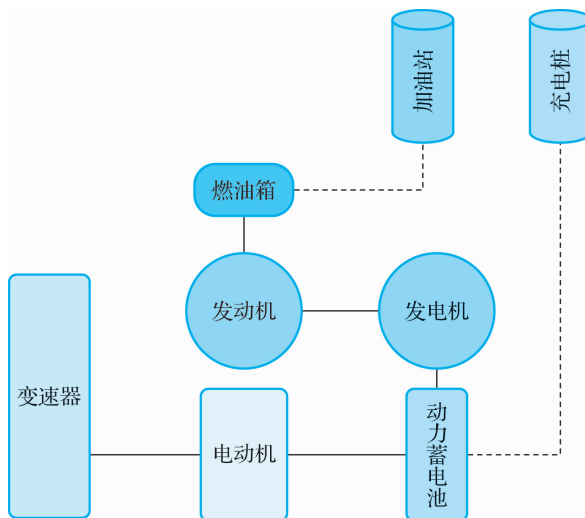 加油站
充电桩
燃油箱
发动机
发电机
变速器
电动机
动力蓄电池